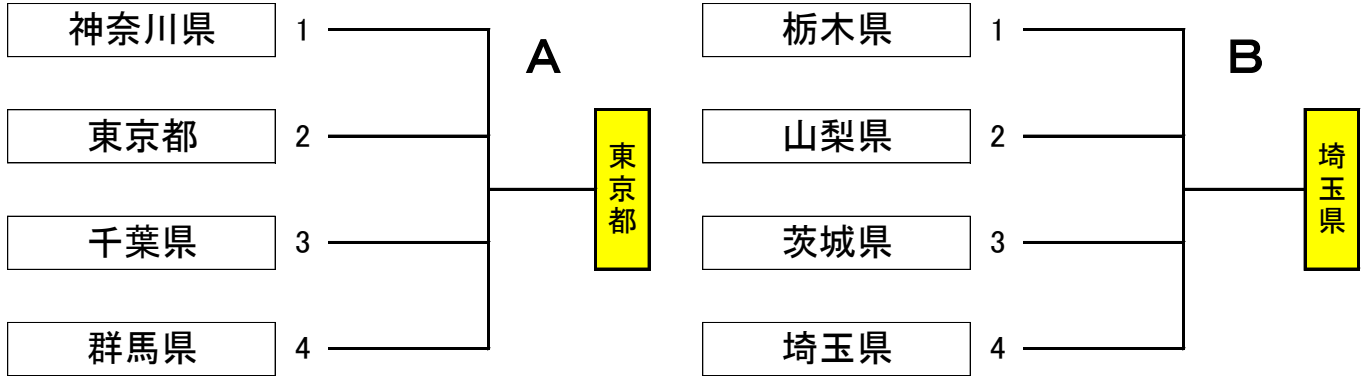 A
神奈川県 1
東京都 2
千葉県 3
群馬県 4
東京都
B
栃木県 1
山梨県 2
茨城県 3
埼玉県 4
埼玉県